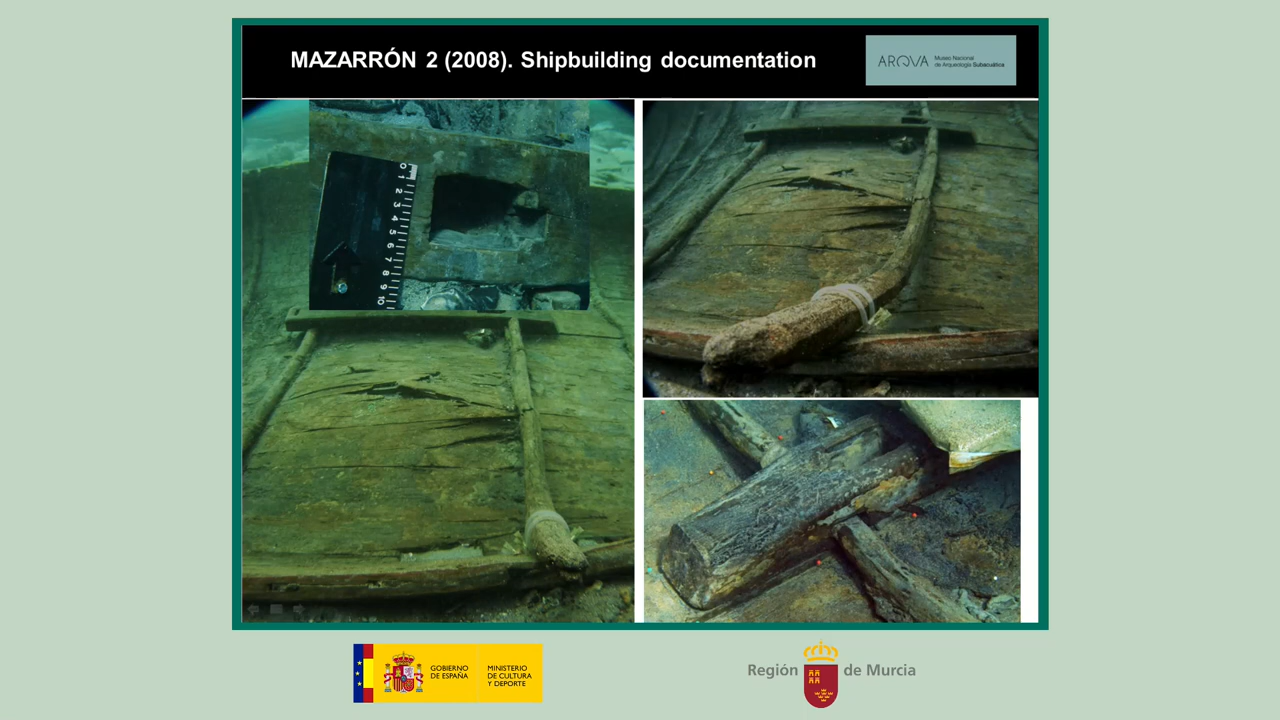 MAZARRÓN 2 (2008). Shipbuilding documentation
ARQVA Museo Nacional
de Arqueología Subacuática
0
1
2
3
4
5
6
7
8
9
10
GOBIERNO
DE ESPAÑA
MINISTERIO
DE CULTURA
Y DEPORTE
Región de Murcia